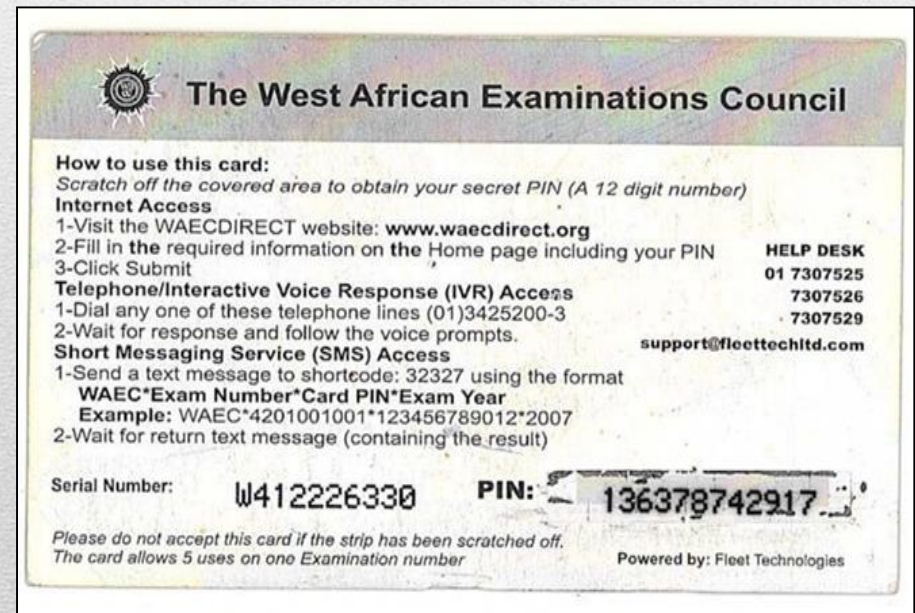 The West African Examinations Council
How to use this card:
Scratch off the covered area to obtain your secret PIN (A 12 digit number)
Internet Access
1-Visit the WAECDIRECT website: www.waecdirect.org
2-Fill in the required information on the Home page including your PIN
3-Click Submit
Telephone/Interactive Voice Response (IVR) Access
1-Dial any one of these telephone lines (01)3425200-3
2-Wait for response and follow the voice prompts.
Short Messaging Service (SMS) Access
1-Send a text message to shortcode: 32327 using the format
WAEC*Exam Number*Card PIN*Exam Year
Example: WAEC*4201001001*123456789012*2007
2-Wait for return text message (containing the result)
HELP DESK
01 7307525
7307526
7307529
support@fleettechltd.com
Serial Number: W412226330 PIN: 136378742917
Please do not accept this card if the strip has been scratched off.
The card allows 5 uses on one Examination number
Powered by: Fleet Technologies